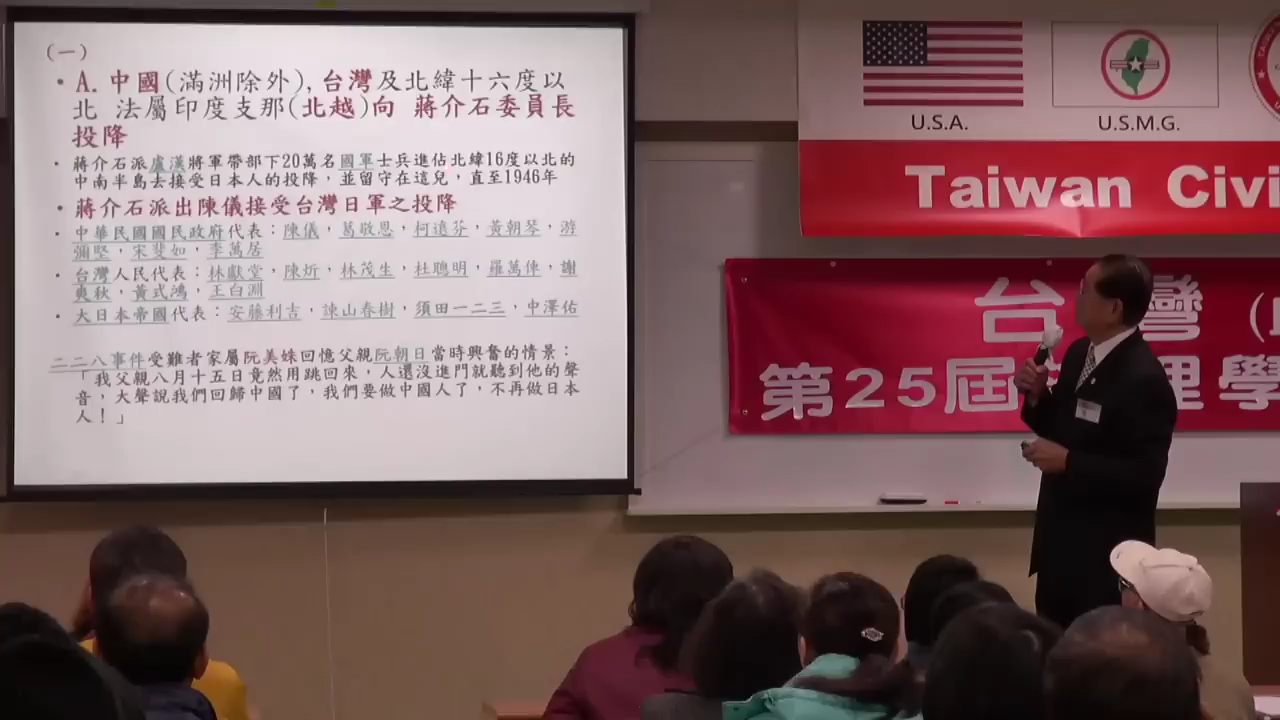 (一)
• A. 中國(滿洲除外), 台灣及北緯十六度以
北 法屬印度支那(北越)向 蔣介石委員長
投降
• 蔣介石派盧漢將軍帶部下20萬名國軍士兵進佔北緯16度以北的
中南半島去接受日本人的投降，並留守在這兒，直至1946年
• 蔣介石派出陳儀接受台灣日軍之投降
• 中華民國國民政府代表：陳儀，葛敬恩，柯遠芬，黃朝琴，游
彌堅，宋斐如，李萬居
• 台灣人民代表：林獻堂，陳炘，林茂生，杜聰明，羅萬俥，謝
爽秋，黃式鴻，王白淵
• 大日本帝國代表：安藤利吉，諫山春樹，須田一二三，中澤佑
二二八事件受難者家屬阮美姝回憶父親阮朝日當時興奮的情景：
「我父親八月十五日竟然用跳回來，人還沒進門就聽到他的聲
音，大聲說我們回歸中國了，我們要做中國人了，不再做日本
人！」
U.S.A.
U.S.M.G.
Taiwan Civi
台灣
第25屆 理學